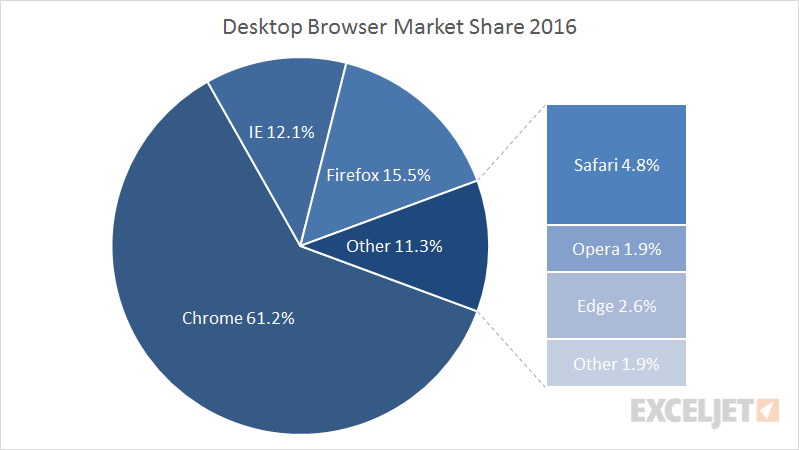 Desktop Browser Market Share 2016
IE 12.1%
Firefox 15.5%
Other 11.3%
Chrome 61.2%
Safari 4.8%
Opera 1.9%
Edge 2.6%
Other 1.9%
EXCELJET